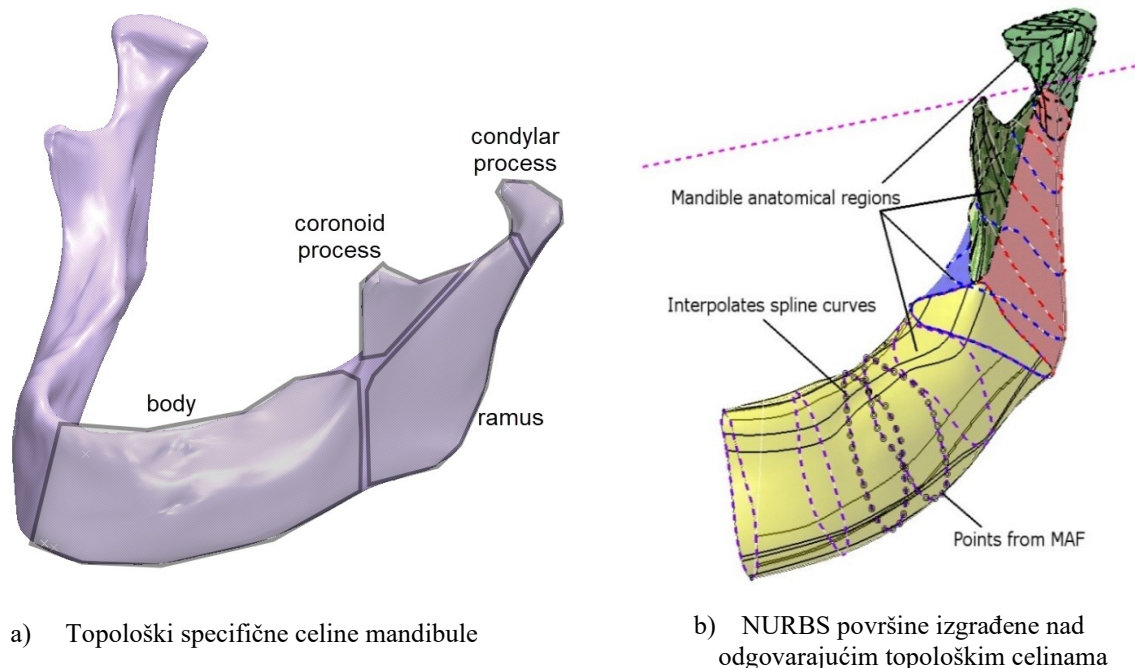 condylar
process
coronoid
process
body
ramus
a) Topološki specifične celine mandibule
Mandible anatomical regions
Interpolates spline curves
Points from MAF
b) NURBS površine izgrađene nad
odgovarajućim topološkim celinama